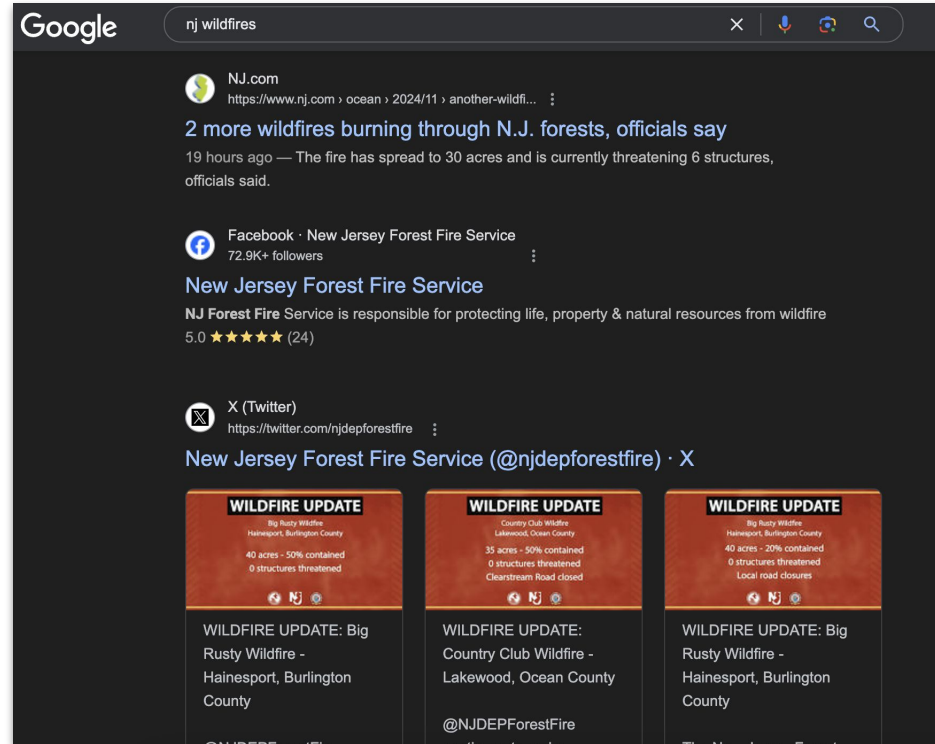 Google
nj wildfires
NJ.com
https://www.nj.com › ocean › 2024/11 › another-wildfi...
2 more wildfires burning through N.J. forests, officials say
19 hours ago — The fire has spread to 30 acres and is currently threatening 6 structures,
officials said.
Facebook · New Jersey Forest Fire Service
72.9K+ followers
New Jersey Forest Fire Service
NJ Forest Fire Service is responsible for protecting life, property & natural resources from wildfire
5.0 ★★★★★ (24)
X (Twitter)
https://twitter.com/njdepforestfire
New Jersey Forest Fire Service (@njdepforestfire) · X
WILDFIRE UPDATE
Big Rusty Wildfire
Hainesport, Burlington County
40 acres - 50% contained
0 structures threatened
NJ
WILDFIRE UPDATE: Big
Rusty Wildfire -
Hainesport, Burlington
County
WILDFIRE UPDATE
Country Club Wildfire
Lakewood, Ocean County
35 acres - 50% contained
0 structures threatened
Clearstream Road closed
NJ
WILDFIRE UPDATE:
Country Club Wildfire -
Lakewood, Ocean County
@NJDEPForestFire
WILDFIRE UPDATE
Big Rusty Wildfire
Hainesport, Burlington County
40 acres - 20% contained
0 structures threatened
Local road closures
NJ
WILDFIRE UPDATE: Big
Rusty Wildfire -
Hainesport, Burlington
County